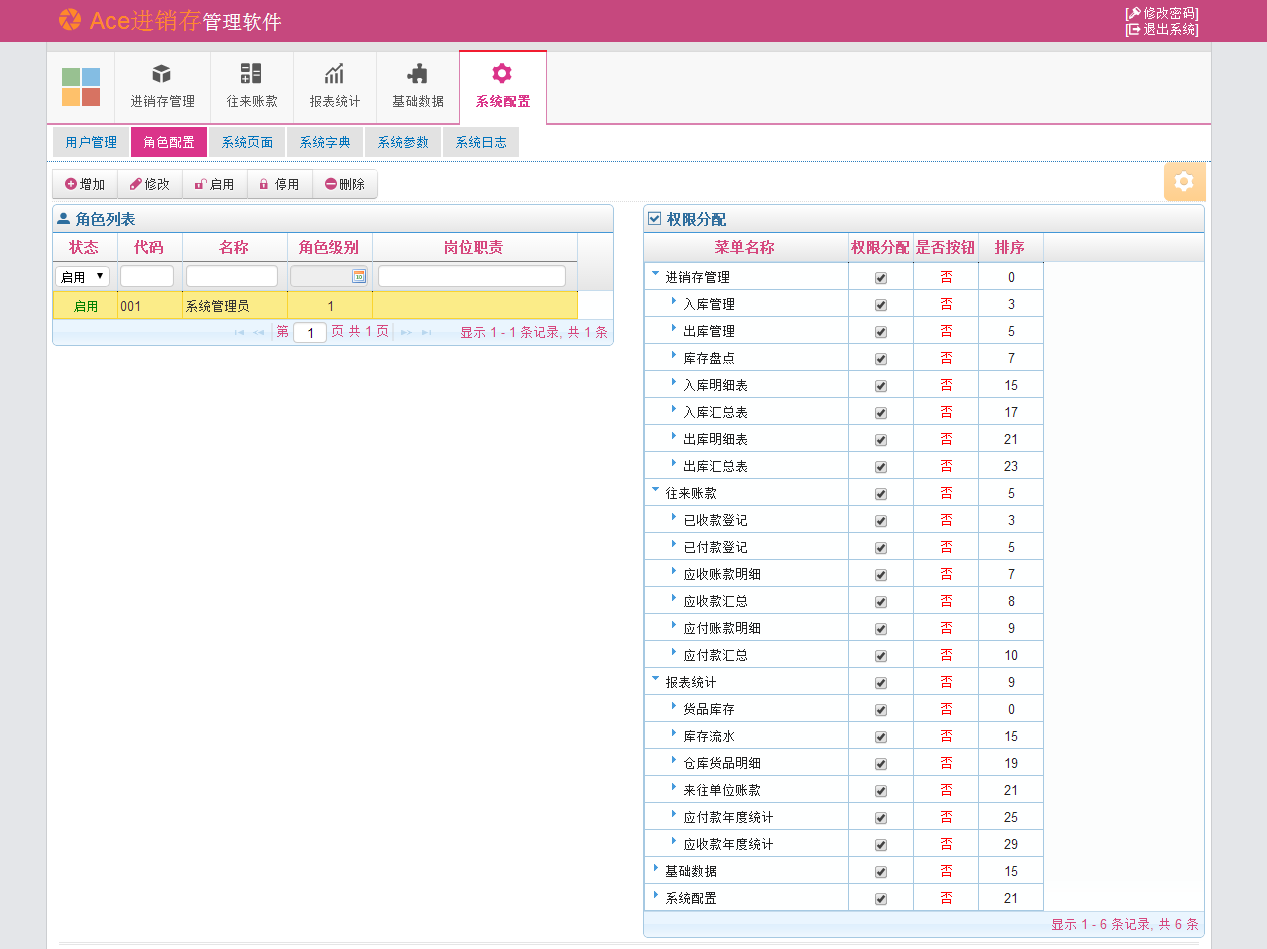 Ace进销存管理软件
[修改密码]
[退出系统]
进销存管理 往来账款 报表统计 基础数据 系统配置
用户管理 角色配置 系统页面 系统字典 系统参数 系统日志
增加 修改 启用 停用 删除
角色列表
状态 代码 名称 角色级别 岗位职责
启用
启用 001 系统管理员 1
第 1 页 共 1 页 显示 1 - 1 条记录, 共 1 条
权限分配
菜单名称 权限分配 是否按钮 排序
进销存管理 否 0
入库管理 否 3
出库管理 否 5
库存盘点 否 7
入库明细表 否 15
入库汇总表 否 17
出库明细表 否 21
出库汇总表 否 23
往来账款 否 5
已收款登记 否 3
已付款登记 否 5
应收账款明细 否 7
应收款汇总 否 8
应付账款明细 否 9
应付款汇总 否 10
报表统计 否 9
货品库存 否 0
库存流水 否 15
仓库货品明细 否 19
来往单位账款 否 21
应付款年度统计 否 25
应收款年度统计 否 29
基础数据 否 15
系统配置 否 21
显示 1 - 6 条记录, 共 6 条